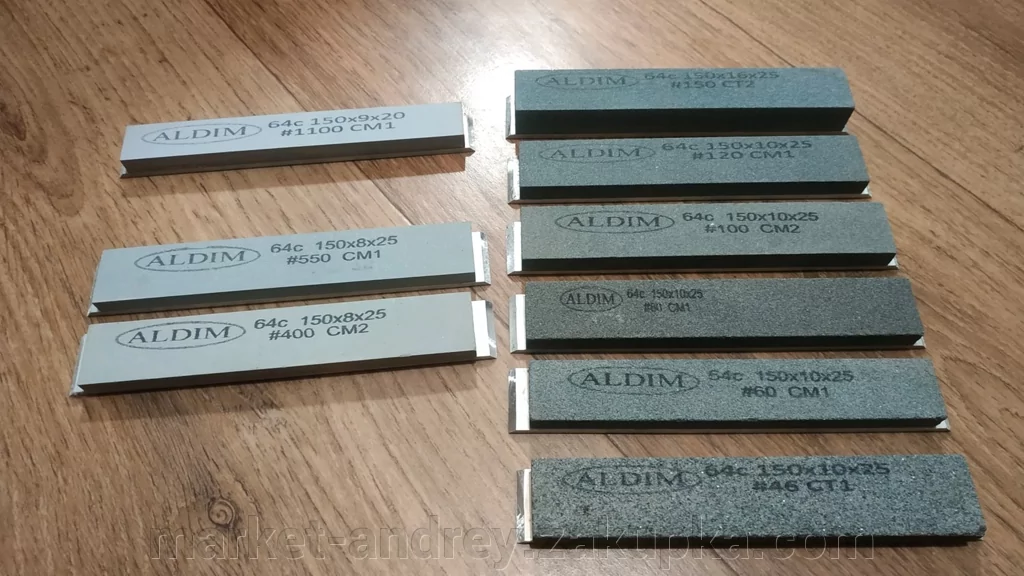 ALDIM 64c 150x9x20
#1100 CM1
ALDIM 64c 150x8x25
#550 CM1
ALDIM 64c 150x8x25
#400 CM2
ALDIM 64c 150x16x25
#150 CT2
ALDIM 64c 150x10x25
#120 CM1
ALDIM 64c 150x10x25
#100 CM2
ALDIM 64c 150x10x25
#80 CM1
ALDIM 64c 150x10x25
#60 CM1
ALDIM 64c 150x10x25
#46 CT1
market-andrey.zakupka.com